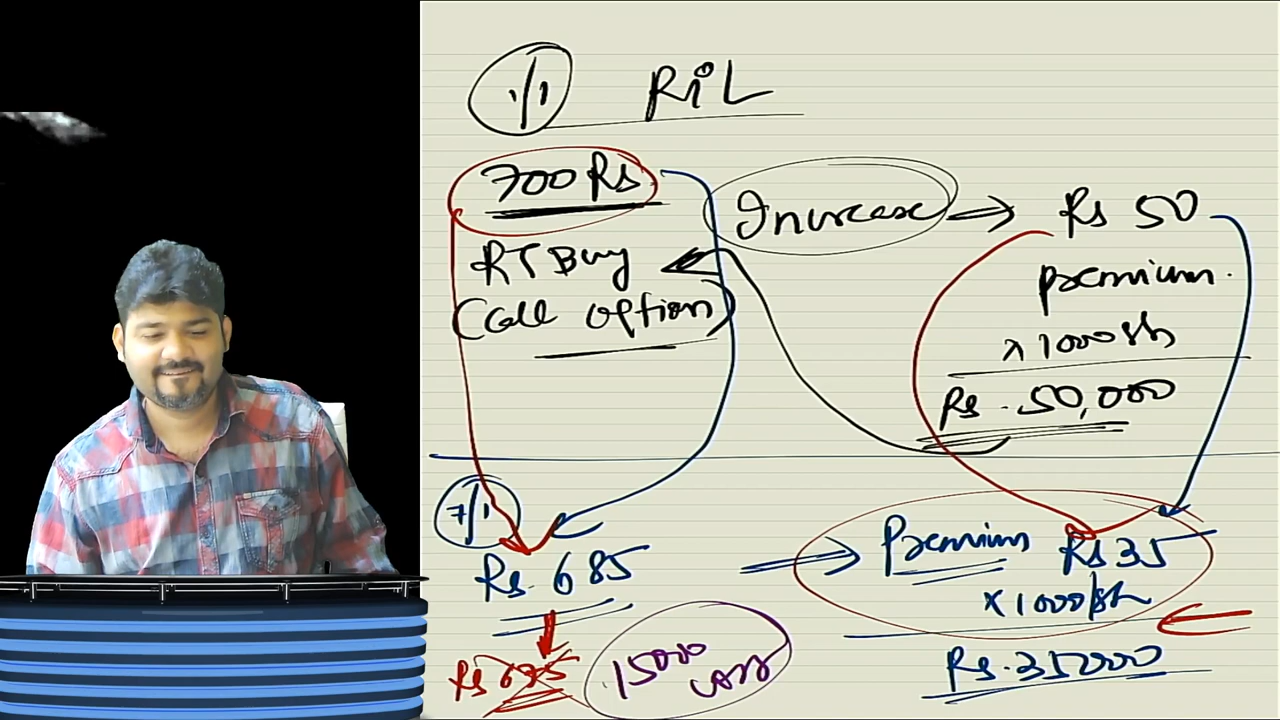 1/1 RiL
700 Rs.
Increase ⇒ Rs 50
RT Buy
premium.
(Call option)
x 1000 sh
Rs. 50,000
7/1
Rs. 685 ⇒ Premium Rs 35
x 1000/sh
Rs. 35000
15000